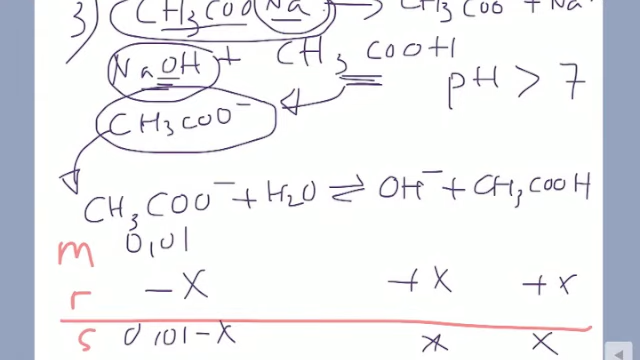 3) CH₃COONa → CH₃COO + Na
NaOH + CH₃COOH pH > 7
CH₃COO⁻
CH₃COO⁻ + H₂O ⇌ OH⁻ + CH₃COOH
m 0,01
r -X +X +x
s 0,01-X x X